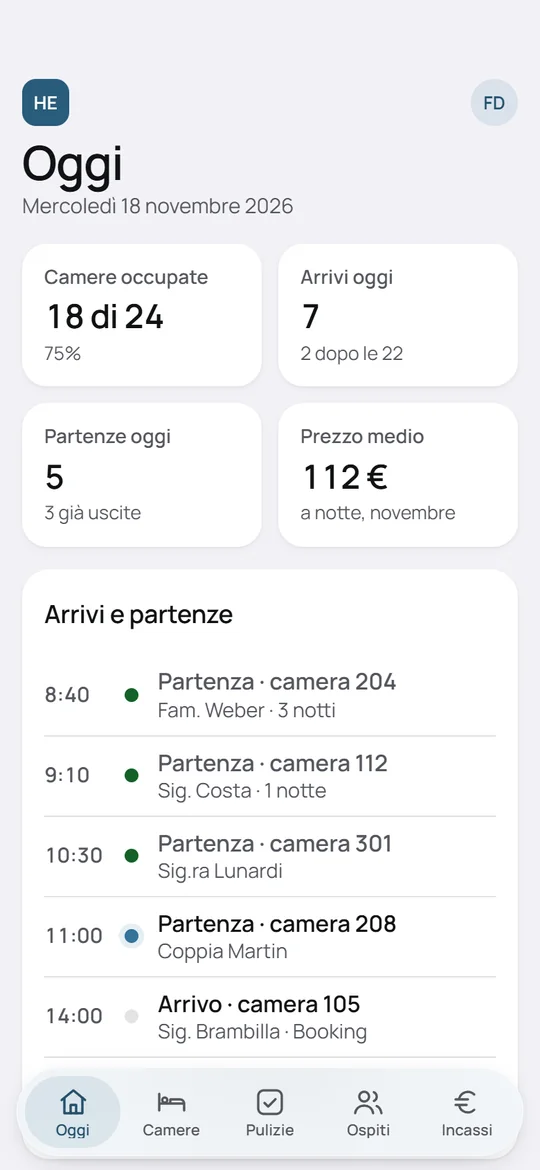 HE
FD
Oggi
Mercoledì 18 novembre 2026
Camere occupate
18 di 24
75%
Arrivi oggi
7
2 dopo le 22
Partenze oggi
5
3 già uscite
Prezzo medio
112 €
a notte, novembre
Arrivi e partenze
8:40
Partenza · camera 204
Fam. Weber · 3 notti
9:10
Partenza · camera 112
Sig. Costa · 1 notte
10:30
Partenza · camera 301
Sig.ra Lunardi
11:00
Partenza · camera 208
Coppia Martin
14:00
Arrivo · camera 105
Sig. Brambilla · Booking
Oggi
Camere
Pulizie
Ospiti
Incassi